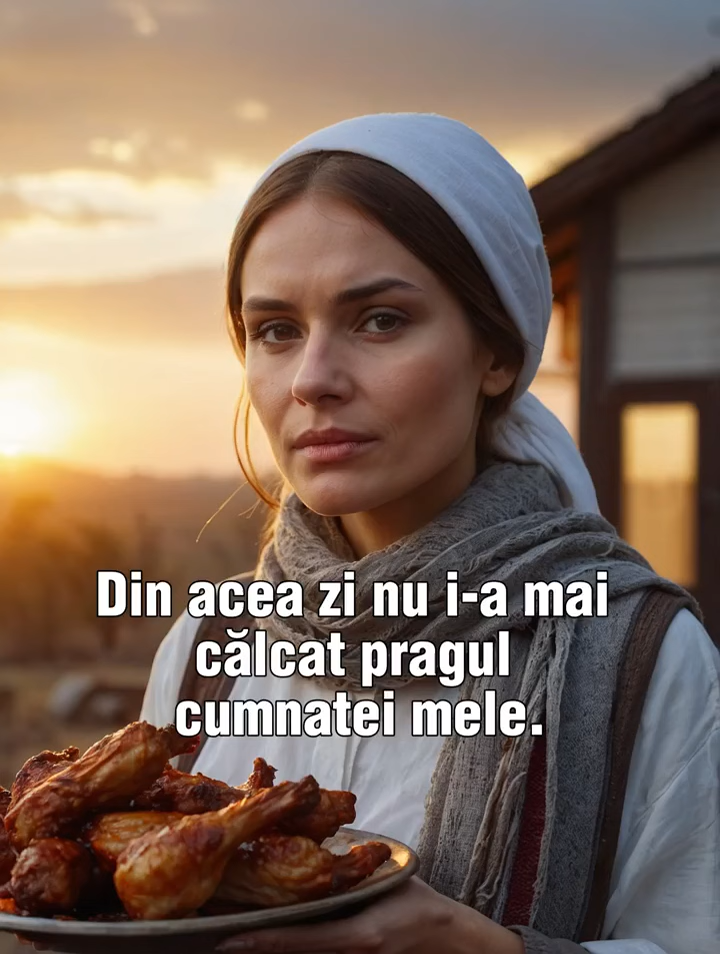 Din acea zi nu i-a mai
călcat pragul
cumnatei mele.